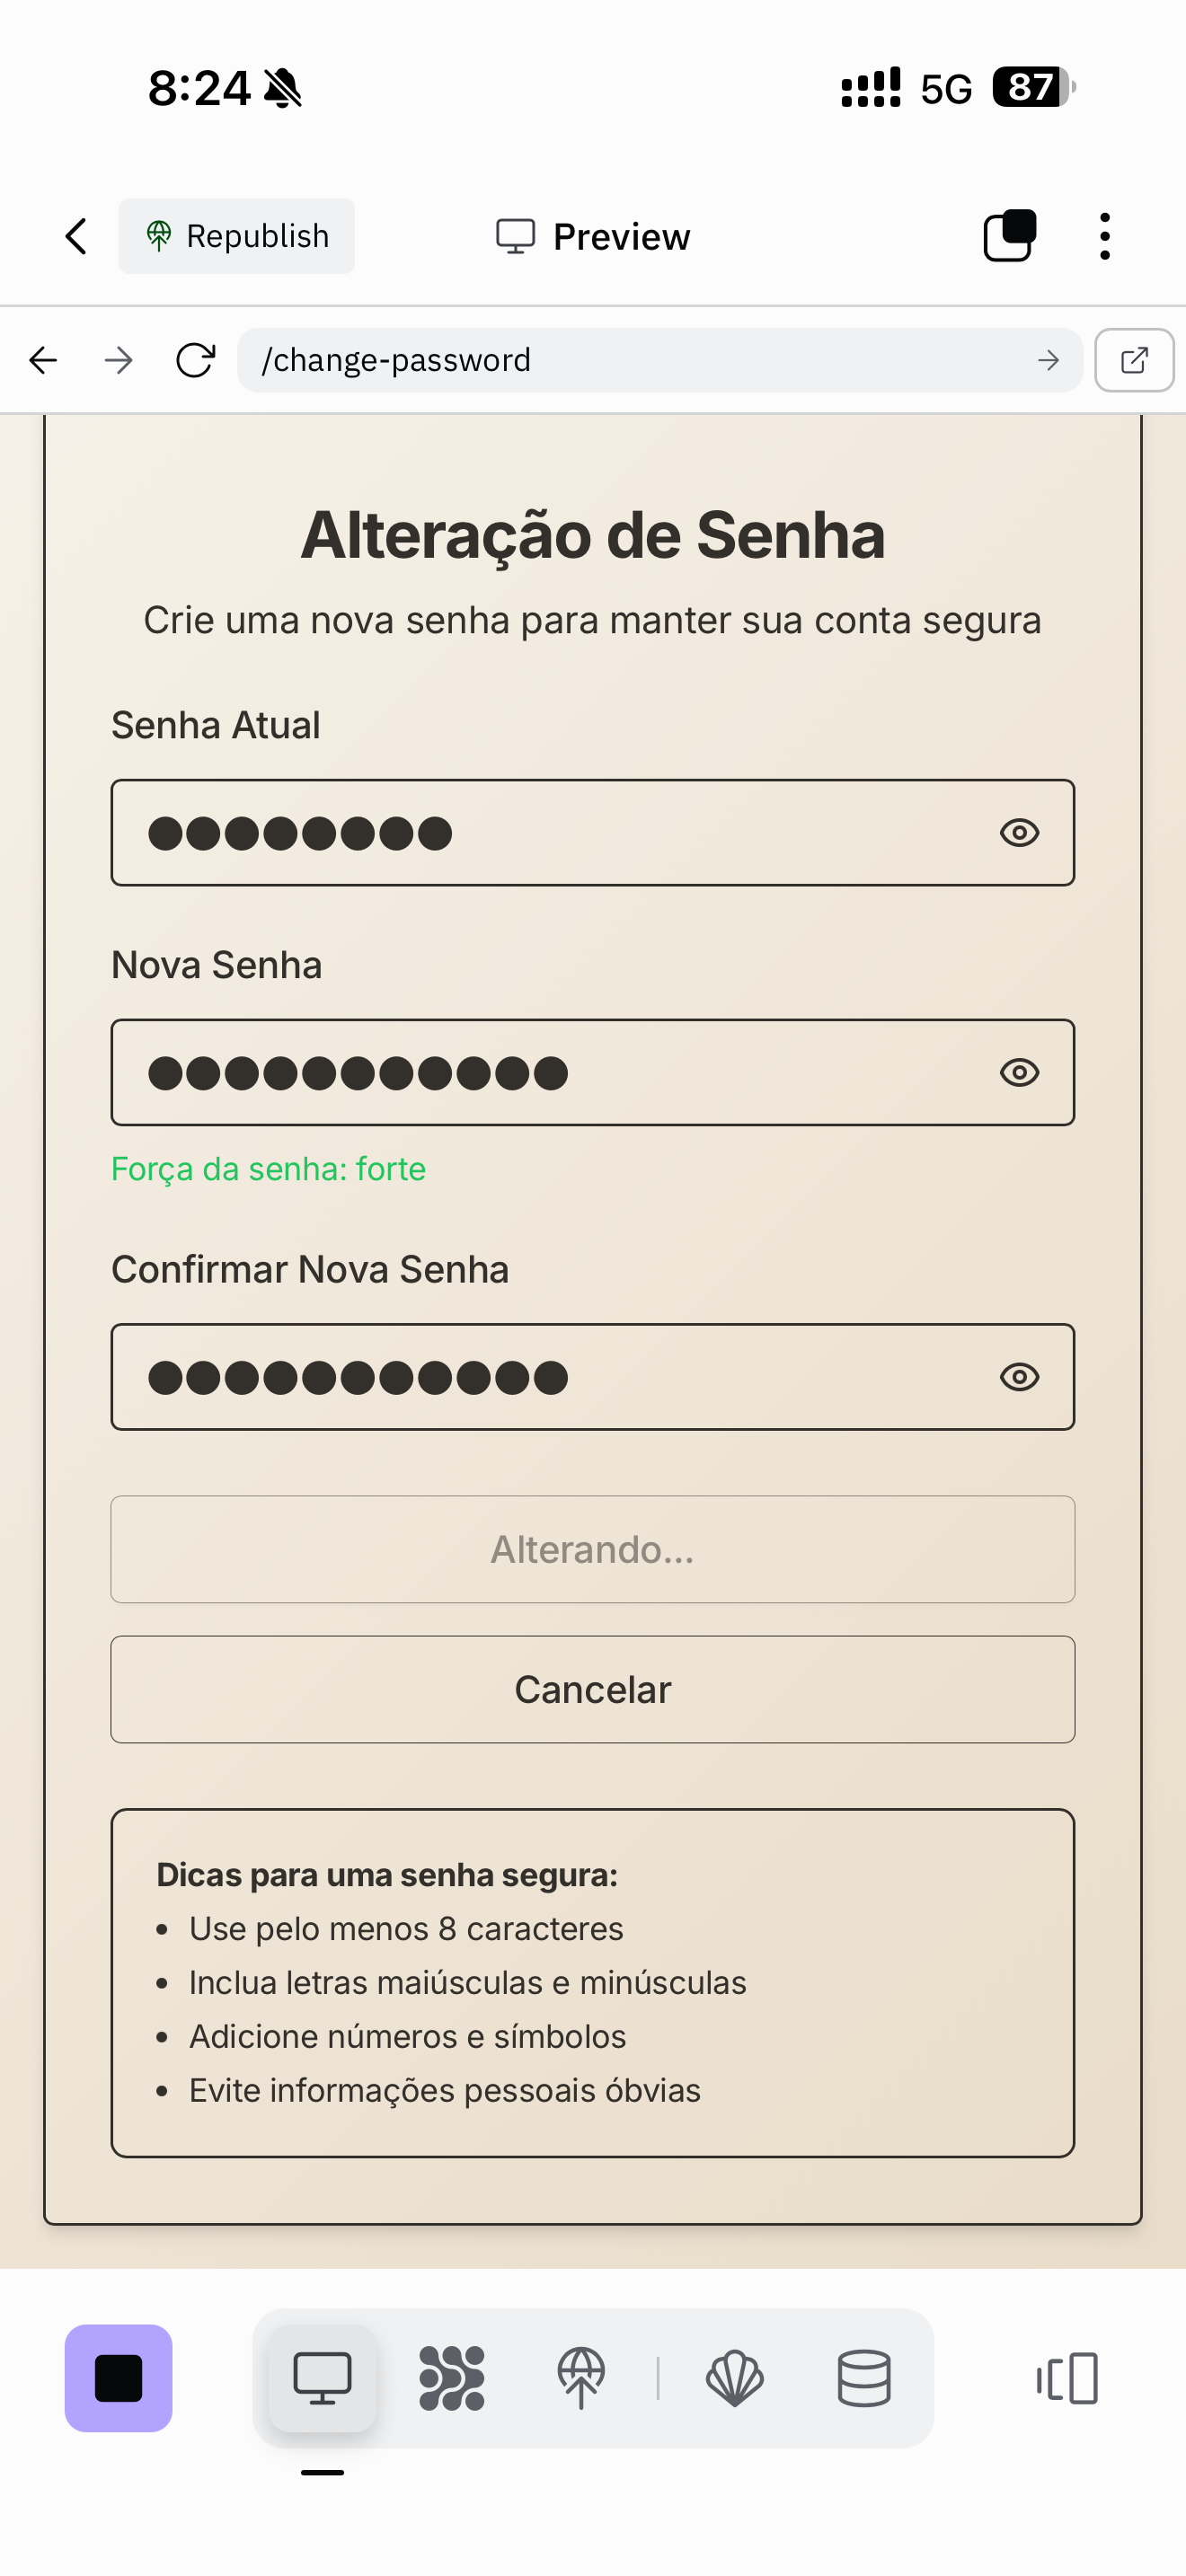 8:24
5G
87
Republish
Preview
/change-password
Alteração de Senha
Crie uma nova senha para manter sua conta segura
Senha Atual
Nova Senha
Força da senha: forte
Confirmar Nova Senha
Alterando...
Cancelar
Dicas para uma senha segura:
Use pelo menos 8 caracteres
Inclua letras maiúsculas e minúsculas
Adicione números e símbolos
Evite informações pessoais óbvias